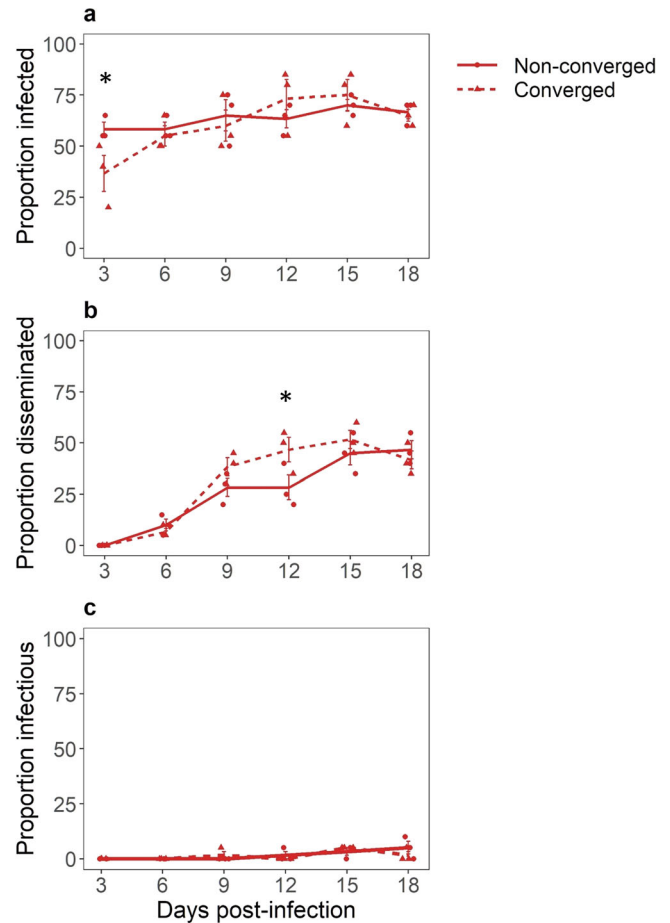 a
*
100
75
50
25
0
Proportion infected
3 6 9 12 15 18
Non-converged
Converged
b
*
100
75
50
25
0
Proportion disseminated
3 6 9 12 15 18
c
100
75
50
25
0
Proportion infectious
3 6 9 12 15 18
Days post-infection